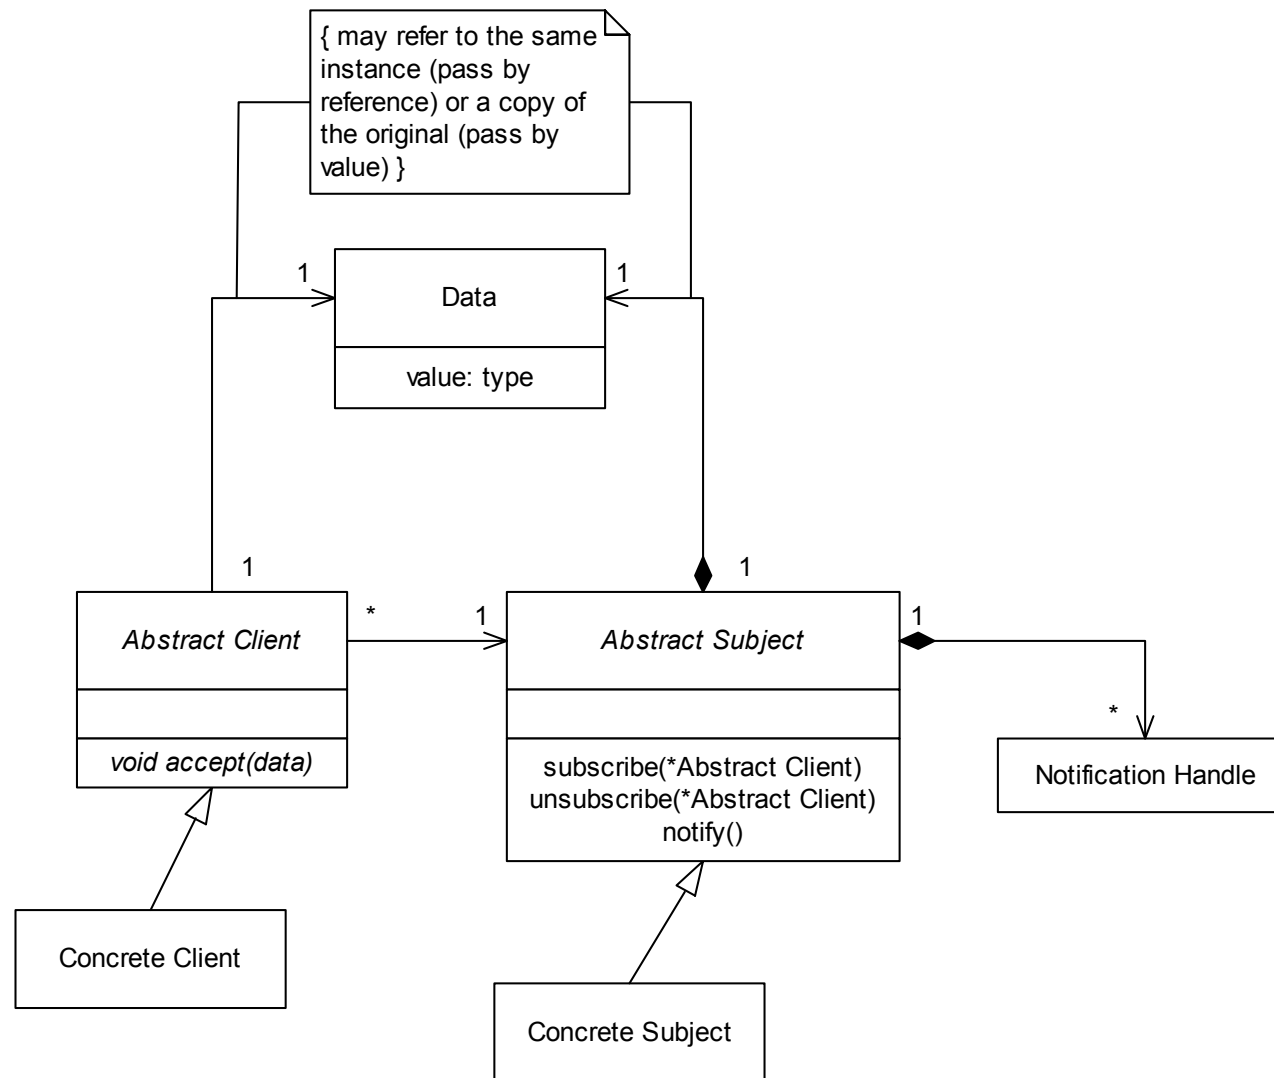 { may refer to the same
instance (pass by
reference) or a copy of
the original (pass by
value) }
1
1
Data
value: type
1
1
*
1
1
Abstract Client
Abstract Subject
void accept(data)
subscribe(*Abstract Client)
unsubscribe(*Abstract Client)
notify()
*
Notification Handle
Concrete Client
Concrete Subject